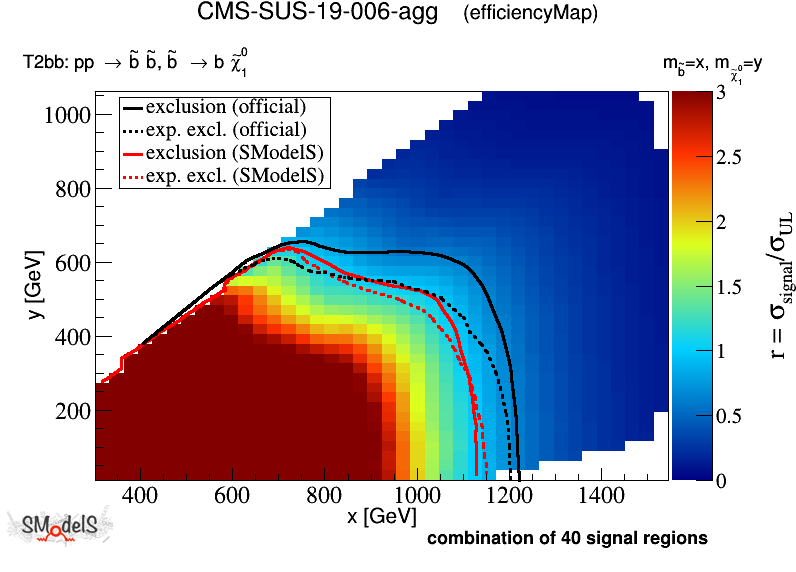 CMS-SUS-19-006-agg (efficiencyMap)
T2bb: pp → b̃ b̃, b̃ → b χ̃₁⁰
m_b̃=x, m_χ̃₁⁰=y
exclusion (official)
exp. excl. (official)
exclusion (SModelS)
exp. excl. (SModelS)
1000
800
600
400
200
y [GeV]
400 600 800 1000 1200 1400
x [GeV]
3
2.5
2
1.5
1
0.5
0
r = σ_signal/σ_UL
SModelS
combination of 40 signal regions